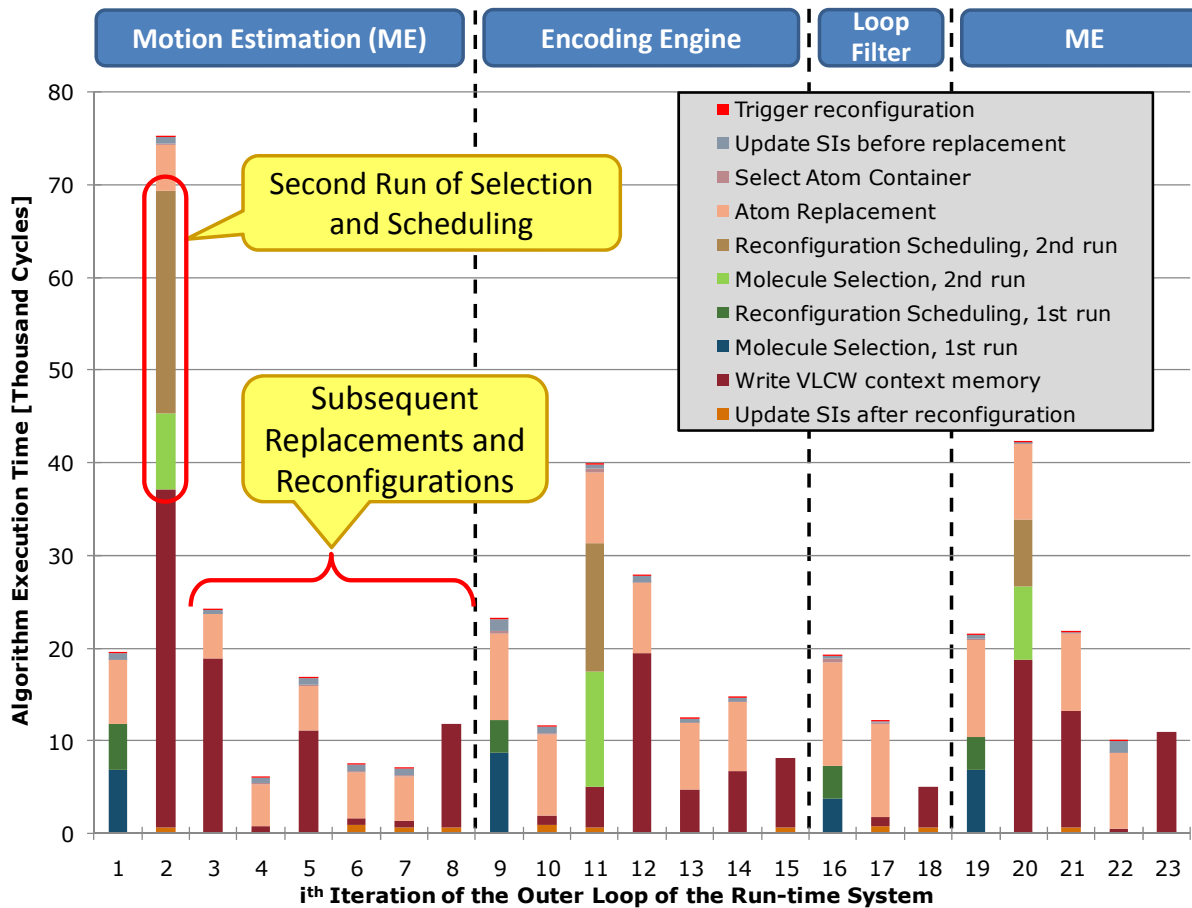 Motion Estimation (ME)
Encoding Engine
Loop
Filter
ME
Algorithm Execution Time [Thousand Cycles]
80
70
60
50
40
30
20
10
0
Trigger reconfiguration
Update SIs before replacement
Select Atom Container
Atom Replacement
Reconfiguration Scheduling, 2nd run
Molecule Selection, 2nd run
Reconfiguration Scheduling, 1st run
Molecule Selection, 1st run
Write VLCW context memory
Update SIs after reconfiguration
Second Run of Selection
and Scheduling
Subsequent
Replacements and
Reconfigurations
1 2 3 4 5 6 7 8 9 10 11 12 13 14 15 16 17 18 19 20 21 22 23
ith Iteration of the Outer Loop of the Run-time System